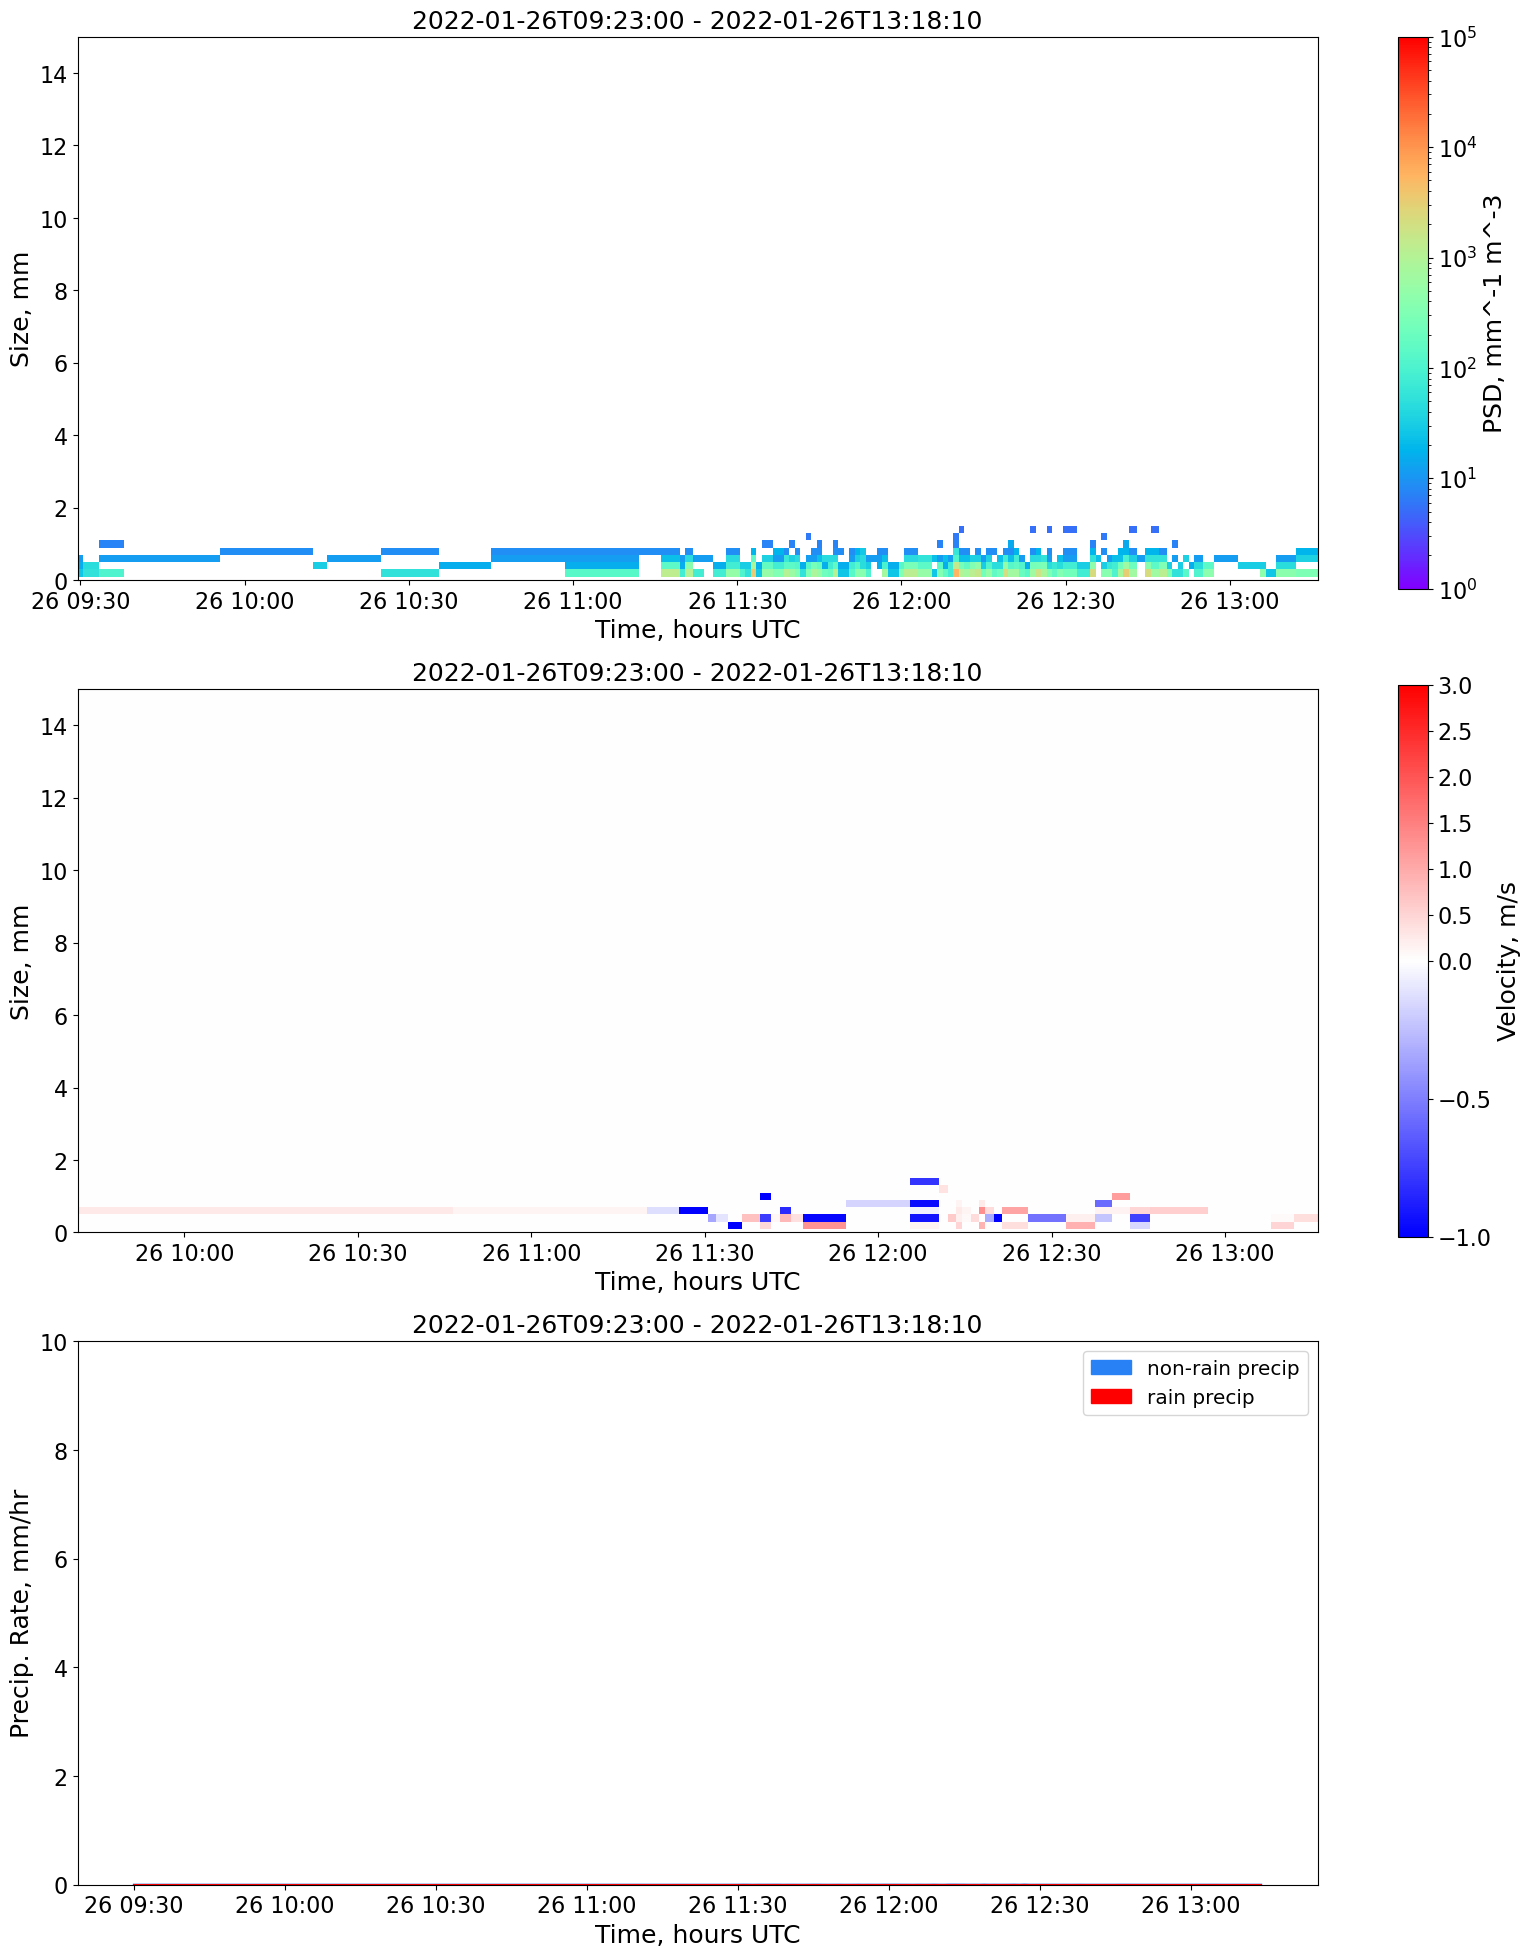 2022-01-26T09:23:00 - 2022-01-26T13:18:10
14
12
10
8
6
4
2
0
Size, mm
26 09:30 26 10:00 26 10:30 26 11:00 26 11:30 26 12:00 26 12:30 26 13:00
Time, hours UTC
10^5
10^4
10^3
10^2
10^1
10^0
PSD, mm^-1 m^-3
2022-01-26T09:23:00 - 2022-01-26T13:18:10
14
12
10
8
6
4
2
0
Size, mm
26 10:00 26 10:30 26 11:00 26 11:30 26 12:00 26 12:30 26 13:00
Time, hours UTC
3.0
2.5
2.0
1.5
1.0
0.5
0.0
−0.5
−1.0
Velocity, m/s
2022-01-26T09:23:00 - 2022-01-26T13:18:10
10
8
6
4
2
0
Precip. Rate, mm/hr
non-rain precip
rain precip
26 09:30 26 10:00 26 10:30 26 11:00 26 11:30 26 12:00 26 12:30 26 13:00
Time, hours UTC